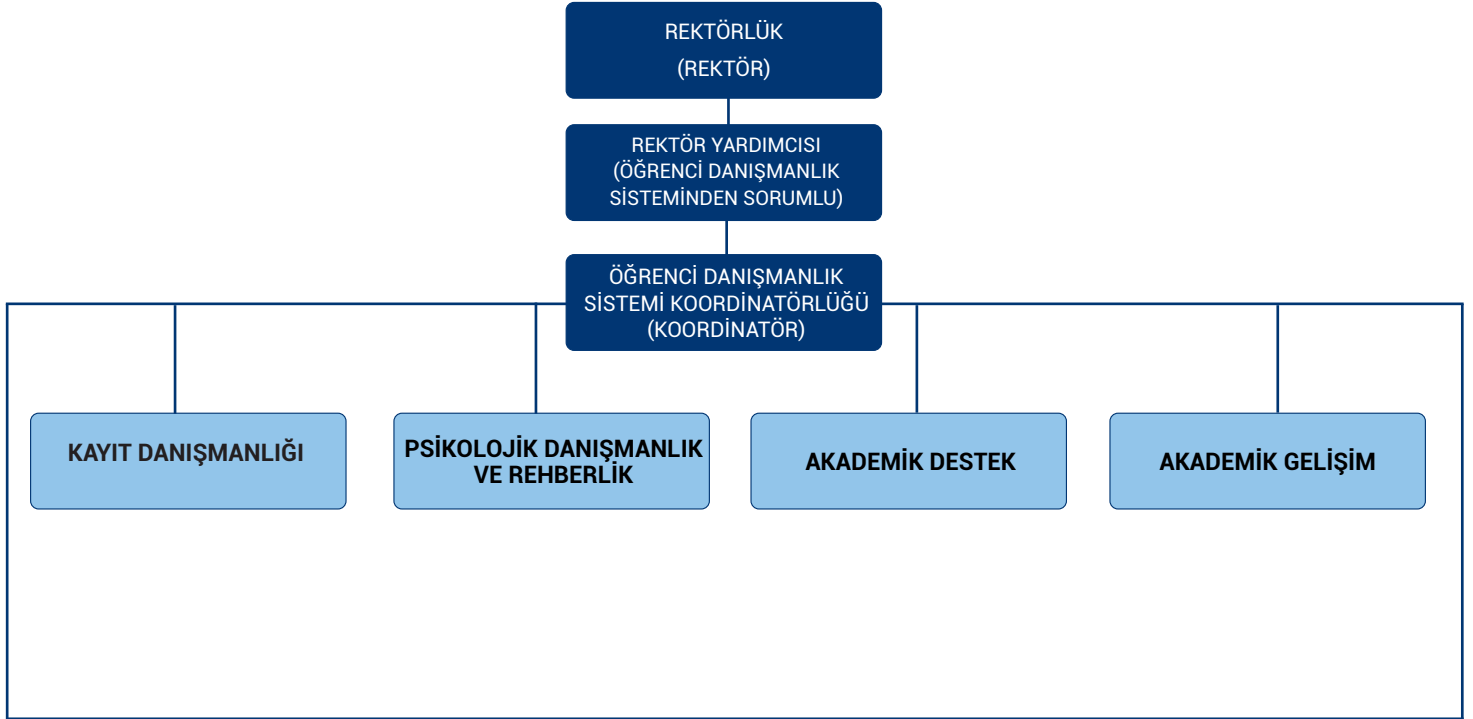 REKTÖRLÜK
(REKTÖR)
REKTÖR YARDIMCISI
(ÖĞRENCİ DANIŞMANLIK
SİSTEMİNDEN SORUMLU)
ÖĞRENCİ DANIŞMANLIK
SİSTEMİ KOORDİNATÖRLÜĞÜ
(KOORDİNATÖR)
KAYIT DANIŞMANLIĞI
PSİKOLOJİK DANIŞMANLIK
VE REHBERLİK
AKADEMİK DESTEK
AKADEMİK GELİŞİM